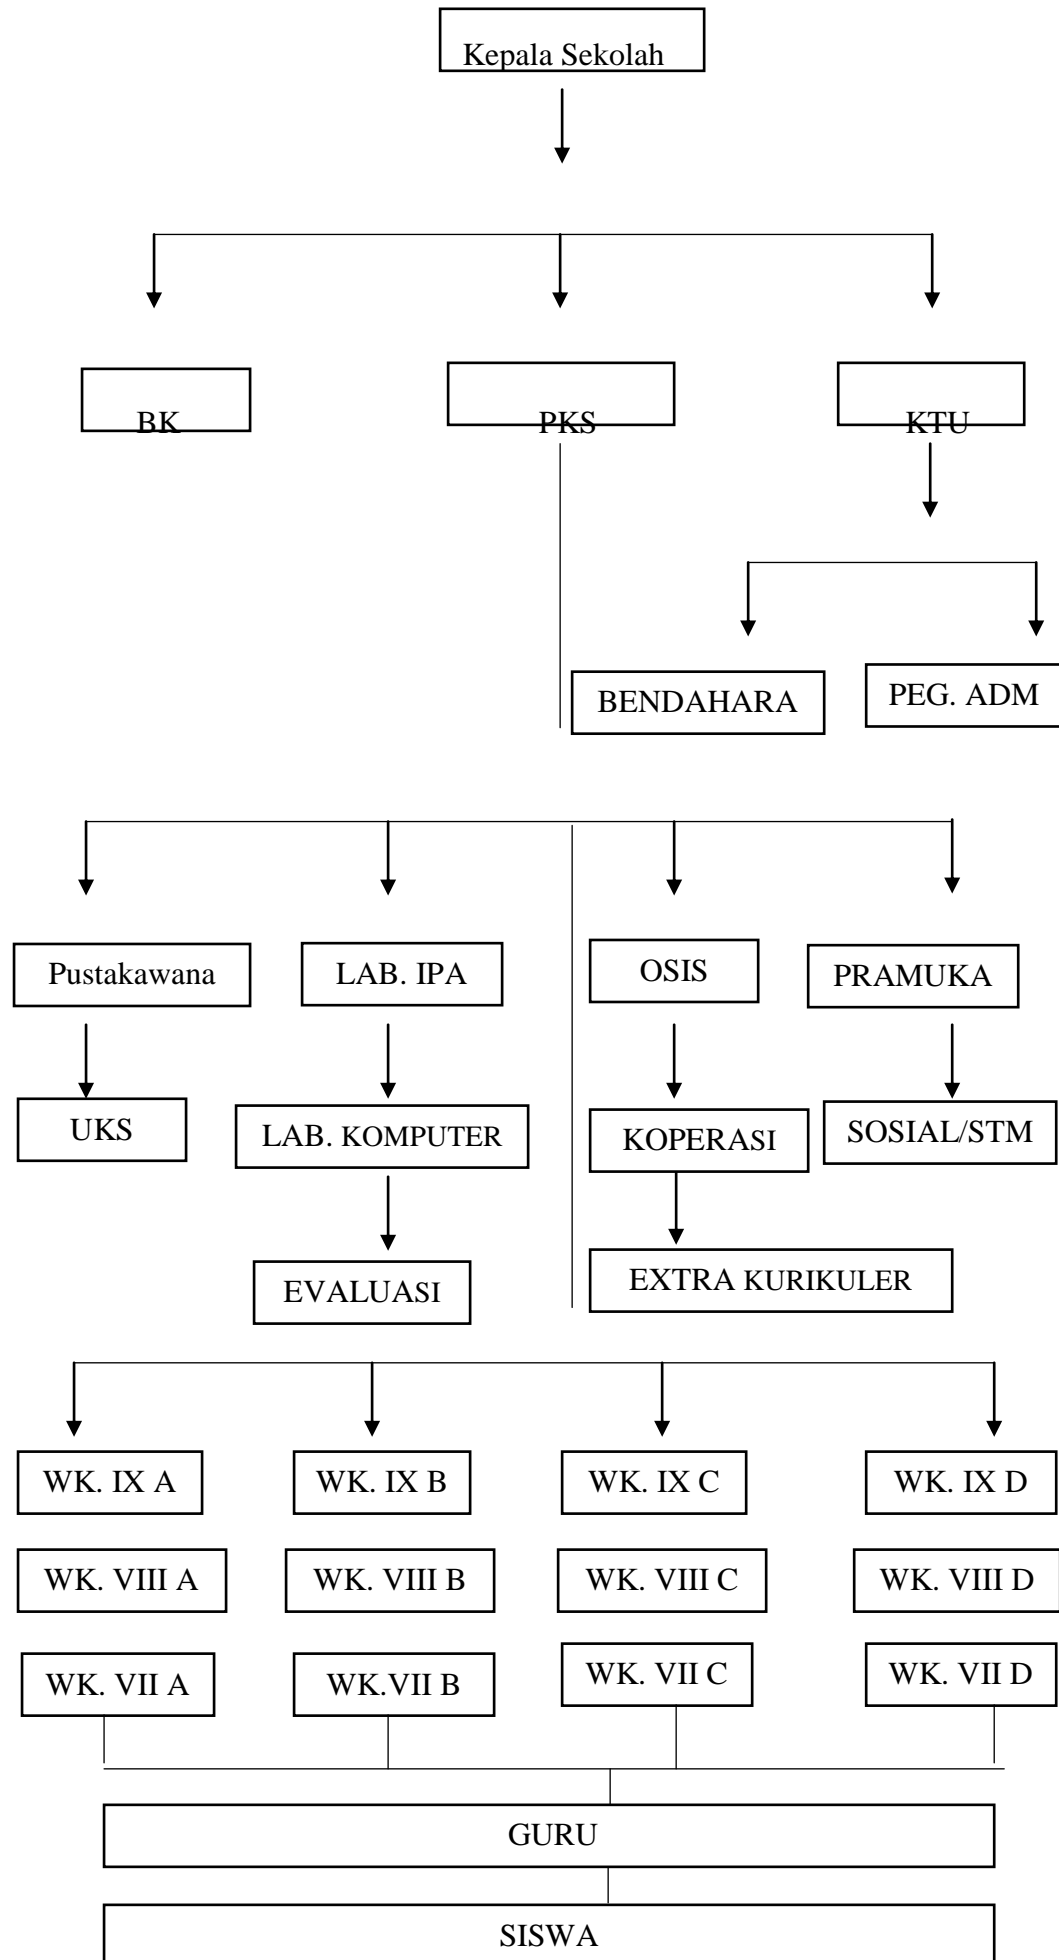 Kepala Sekolah
BK
PKS
KTU
BENDAHARA
PEG. ADM
Pustakawana
LAB. IPA
OSIS
PRAMUKA
UKS
LAB. KOMPUTER
KOPERASI
SOSIAL/STM
EVALUASI
EXTRA KURIKULER
WK. IX A
WK. IX B
WK. IX C
WK. IX D
WK. VIII A
WK. VIII B
WK. VIII C
WK. VIII D
WK. VII A
WK.VII B
WK. VII C
WK. VII D
GURU
SISWA